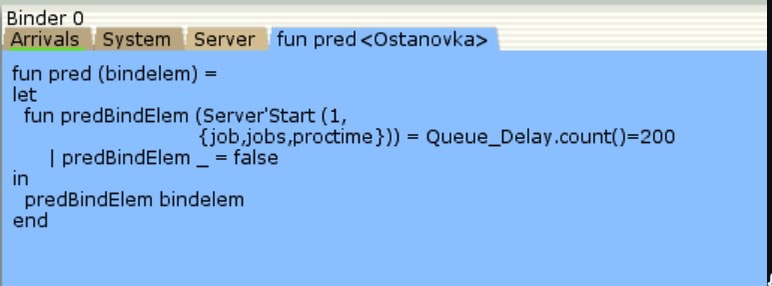 Binder 0
Arrivals System Server fun pred<Ostanovka>
fun pred (bindelem) =
let
fun predBindElem (Server'Start (1,
{job,jobs,proctime})) = Queue_Delay.count()=200
| predBindElem _ = false
in
predBindElem bindelem
end